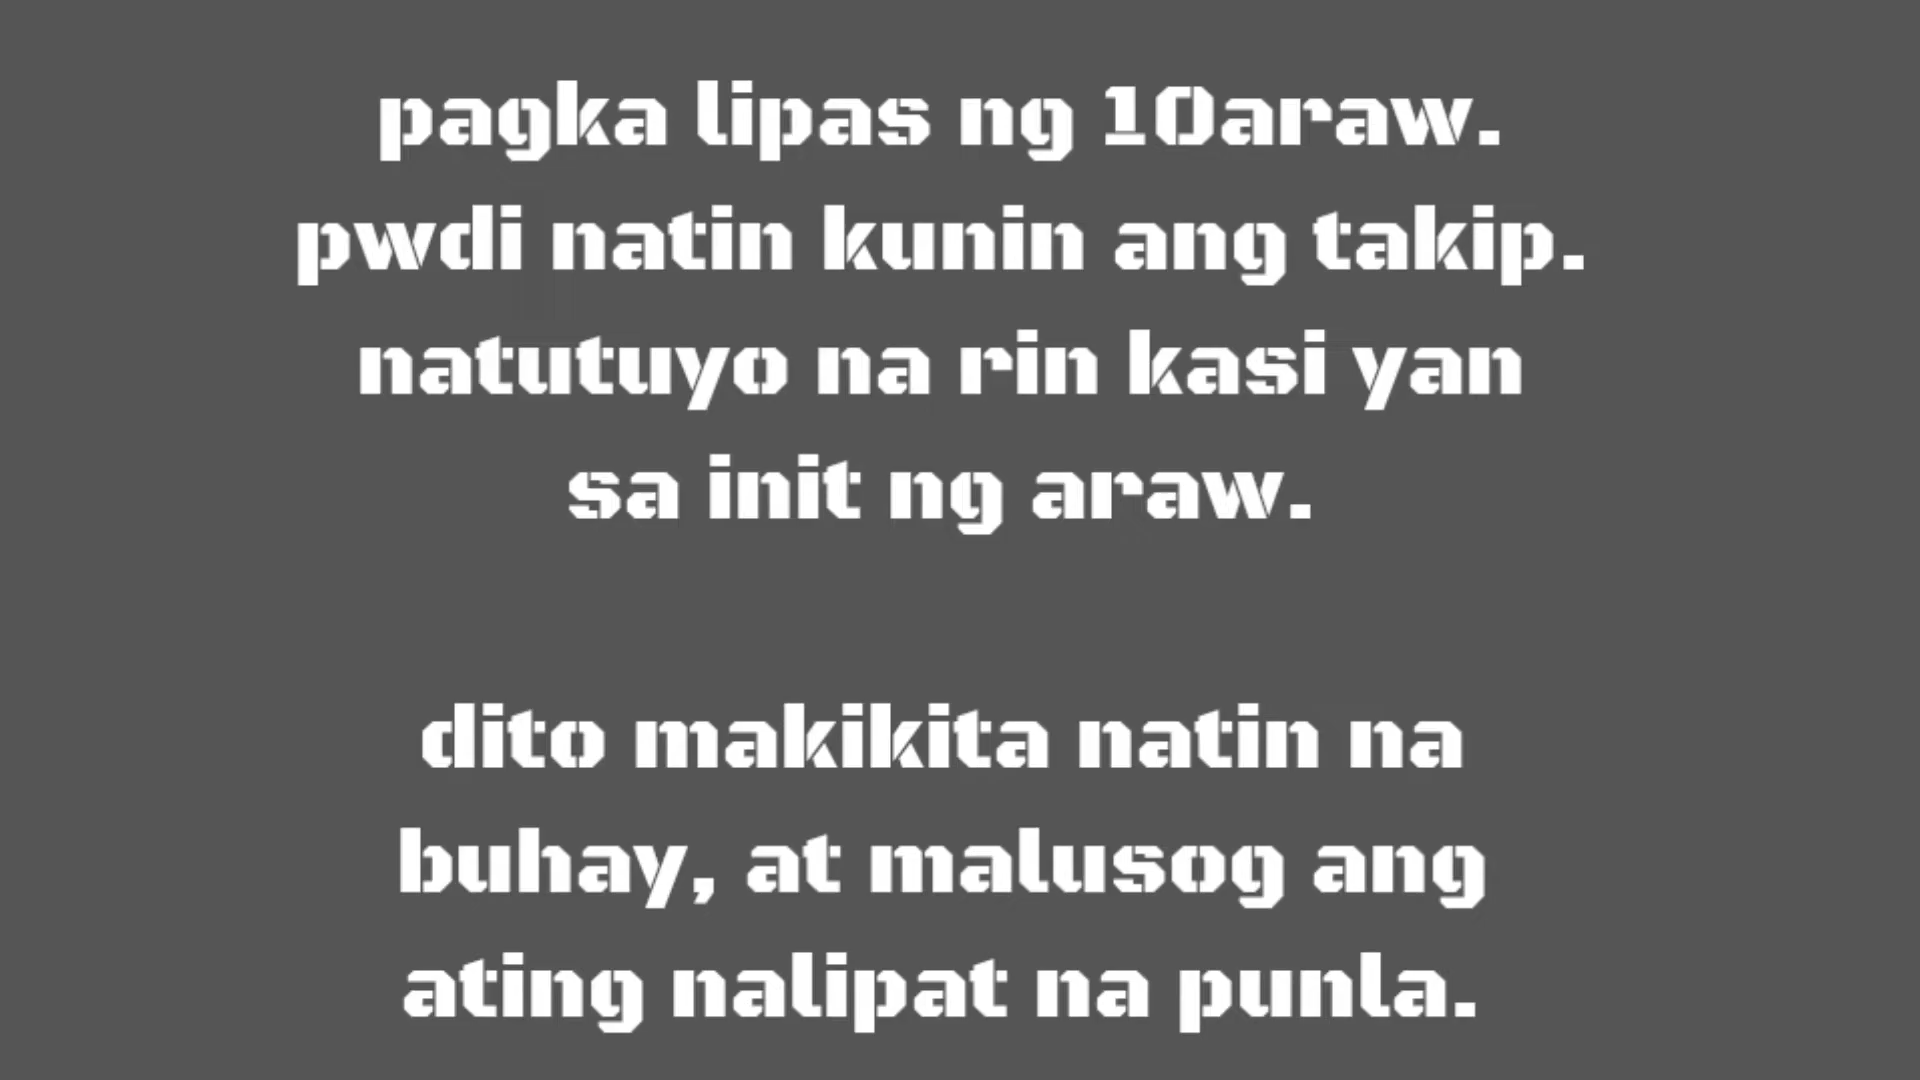 pagka lipas ng 10araw.
pwdi natin kunin ang takip.
natutuyo na rin kasi yan
sa init ng araw.
dito makikita natin na
buhay, at malusog ang
ating nalipat na punla.